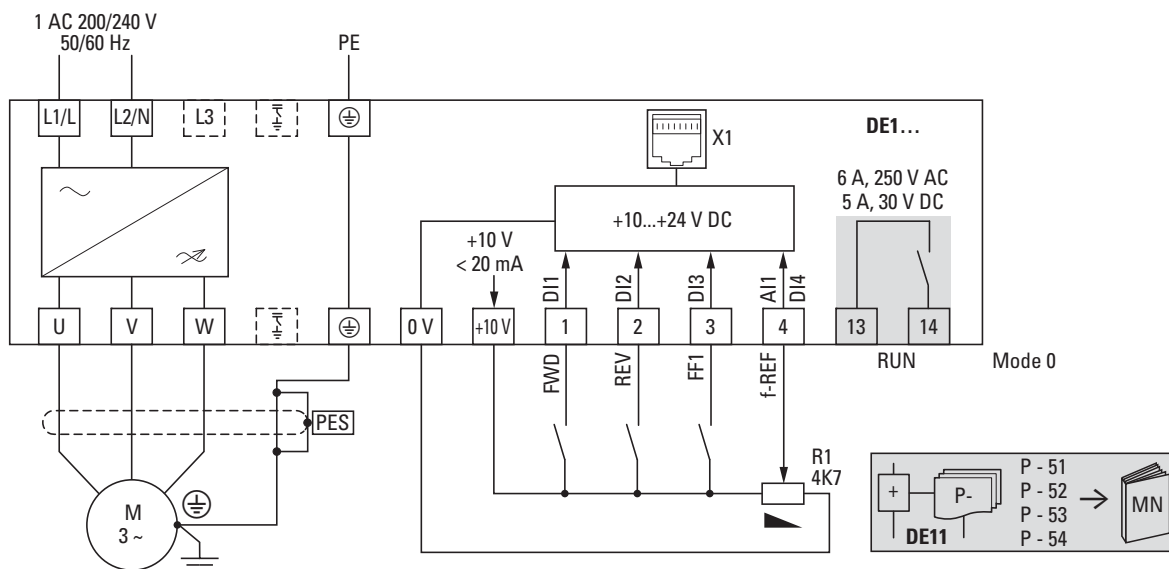 1 AC 200/240 V
50/60 Hz
PE
L1/L
L2/N
L3
X1
DE1...
6 A, 250 V AC
5 A, 30 V DC
+10...+24 V DC
+10 V
< 20 mA
DI1
DI2
DI3
AI1
DI4
U
V
W
0 V
+10 V
1
2
3
4
13
14
FWD
REV
FF1
f-REF
RUN
Mode 0
PES
R1
4K7
M
3 ~
+
P-
DE11
P - 51
P - 52
P - 53
P - 54
MN